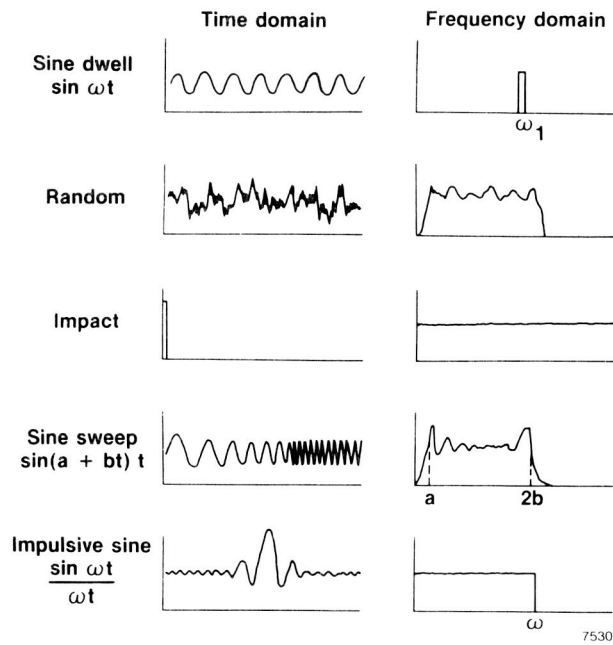 Time domain
Frequency domain
Sine dwell
sin ωt
ω1
Random
Impact
Sine sweep
sin(a + bt) t
a
2b
Impulsive sine
sin ωt
ωt
ω
7530